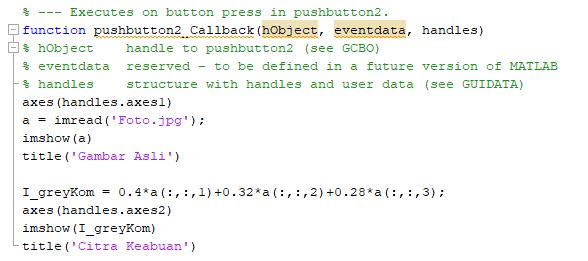 % --- Executes on button press in pushbutton2.
function pushbutton2_Callback(hObject, eventdata, handles)
% hObject    handle to pushbutton2 (see GCBO)
% eventdata  reserved - to be defined in a future version of MATLAB
% handles    structure with handles and user data (see GUIDATA)
axes(handles.axes1)
a = imread('Foto.jpg');
imshow(a)
title('Gambar Asli')
I_greyKom = 0.4*a(:,:,1)+0.32*a(:,:,2)+0.28*a(:,:,3);
axes(handles.axes2)
imshow(I_greyKom)
title('Citra Keabuan')